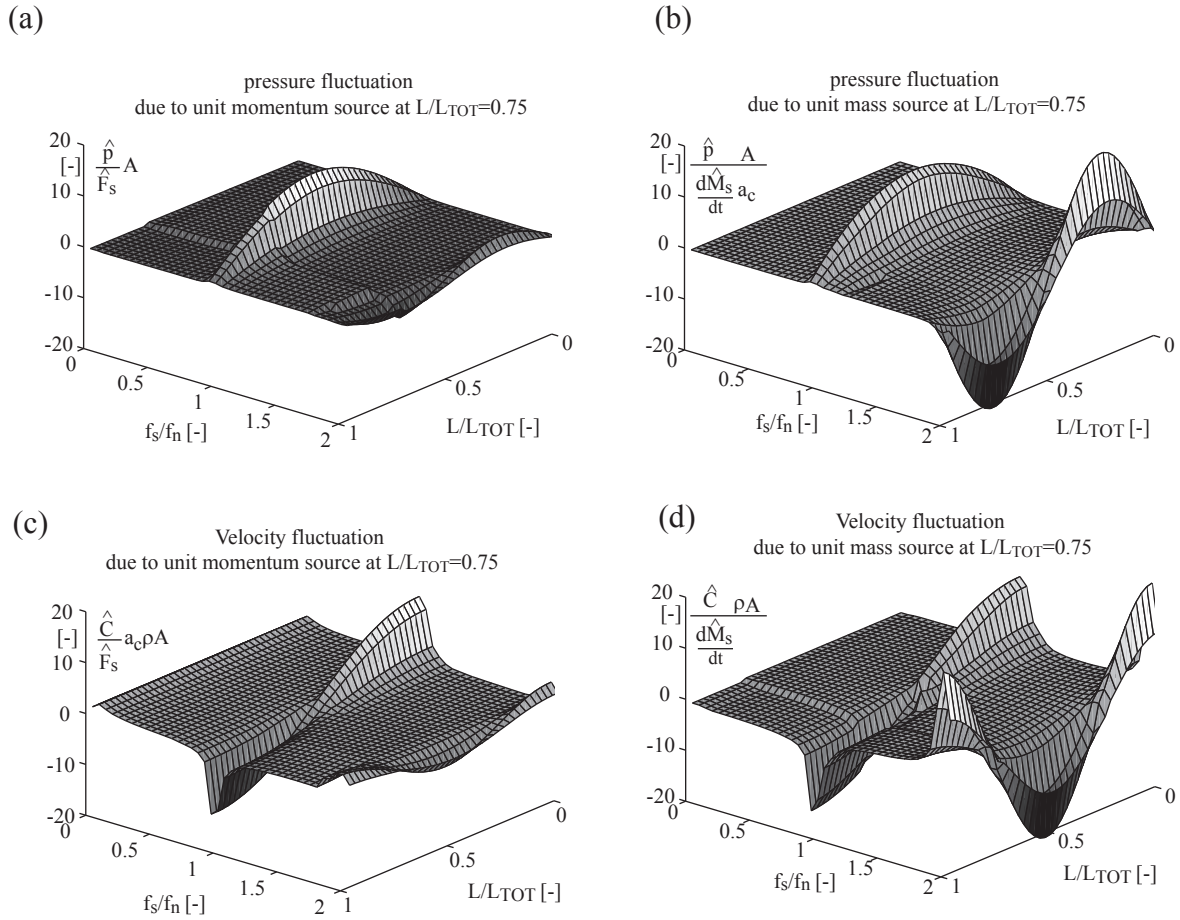 (a)
pressure fluctuation
due to unit momentum source at L/LTOT=0.75
20
[-]
p̂
F̂s
A
10
0
-10
-20
0
0.5
1
1.5
2
fs/fn [-]
1
0.5
0
L/LTOT [-]
(b)
pressure fluctuation
due to unit mass source at L/LTOT=0.75
20
[-]
p̂ A
dM̂s
dt
ac
10
0
-10
-20
0
0.5
1
1.5
2
fs/fn [-]
1
0.5
0
L/LTOT [-]
(c)
Velocity fluctuation
due to unit momentum source at L/LTOT=0.75
20
[-]
Ĉ
F̂s
acρA
10
0
-10
-20
0
0.5
1
1.5
2
fs/fn [-]
1
0.5
0
L/LTOT [-]
(d)
Velocity fluctuation
due to unit mass source at L/LTOT=0.75
20
[-]
Ĉ ρA
dM̂s
dt
10
0
-10
-20
0
0.5
1
1.5
2
fs/fn [-]
1
0.5
0
L/LTOT [-]